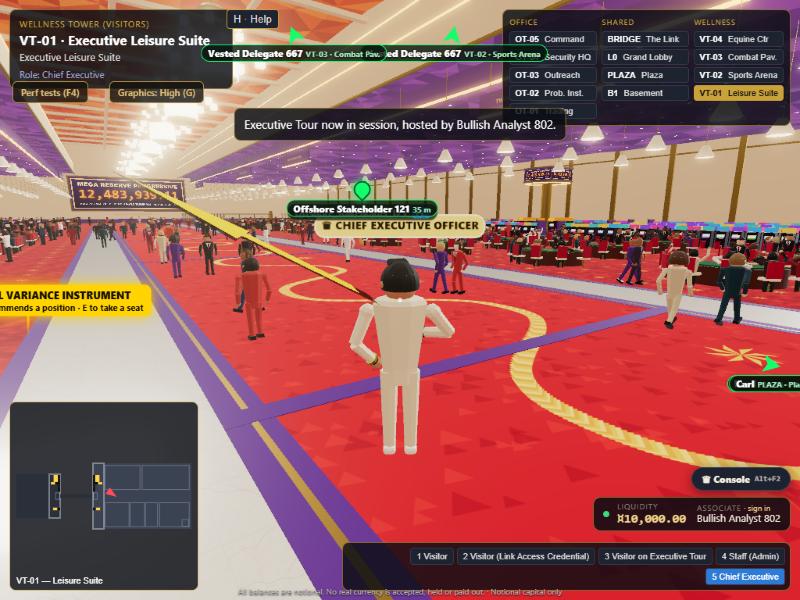 WELLNESS TOWER (VISITORS)
VT-01 · Executive Leisure Suite
Executive Leisure Suite
Role: Chief Executive
Perf tests (F4)
Graphics: High (G)
H · Help
Vested Delegate 667 VT-03 · Combat Pav.
ed Delegate 667 VT-02 · Sports Arena
OFFICE
OT-05 Command
Security HQ
OT-03 Outreach
OT-02 Prob. Inst.
OT-01 Trading
SHARED
BRIDGE The Link
L0 Grand Lobby
PLAZA Plaza
B1 Basement
WELLNESS
VT-04 Equine Ctr
VT-03 Combat Pav.
VT-02 Sports Arena
VT-01 Leisure Suite
Executive Tour now in session, hosted by Bullish Analyst 802.
MEGA RESERVE PROGRESSIVE
Offshore Stakeholder 121 35 m
CHIEF EXECUTIVE OFFICER
L VARIANCE INSTRUMENT
mmends a position · E to take a seat
Carl PLAZA · Pla
Console Alt+F2
LIQUIDITY
¤10,000.00
ASSOCIATE · sign in
Bullish Analyst 802
1 Visitor
2 Visitor (Link Access Credential)
3 Visitor on Executive Tour
4 Staff (Admin)
5 Chief Executive
VT-01 — Leisure Suite
All balances are notional. No real currency is accepted, held or paid out. · Notional capital only